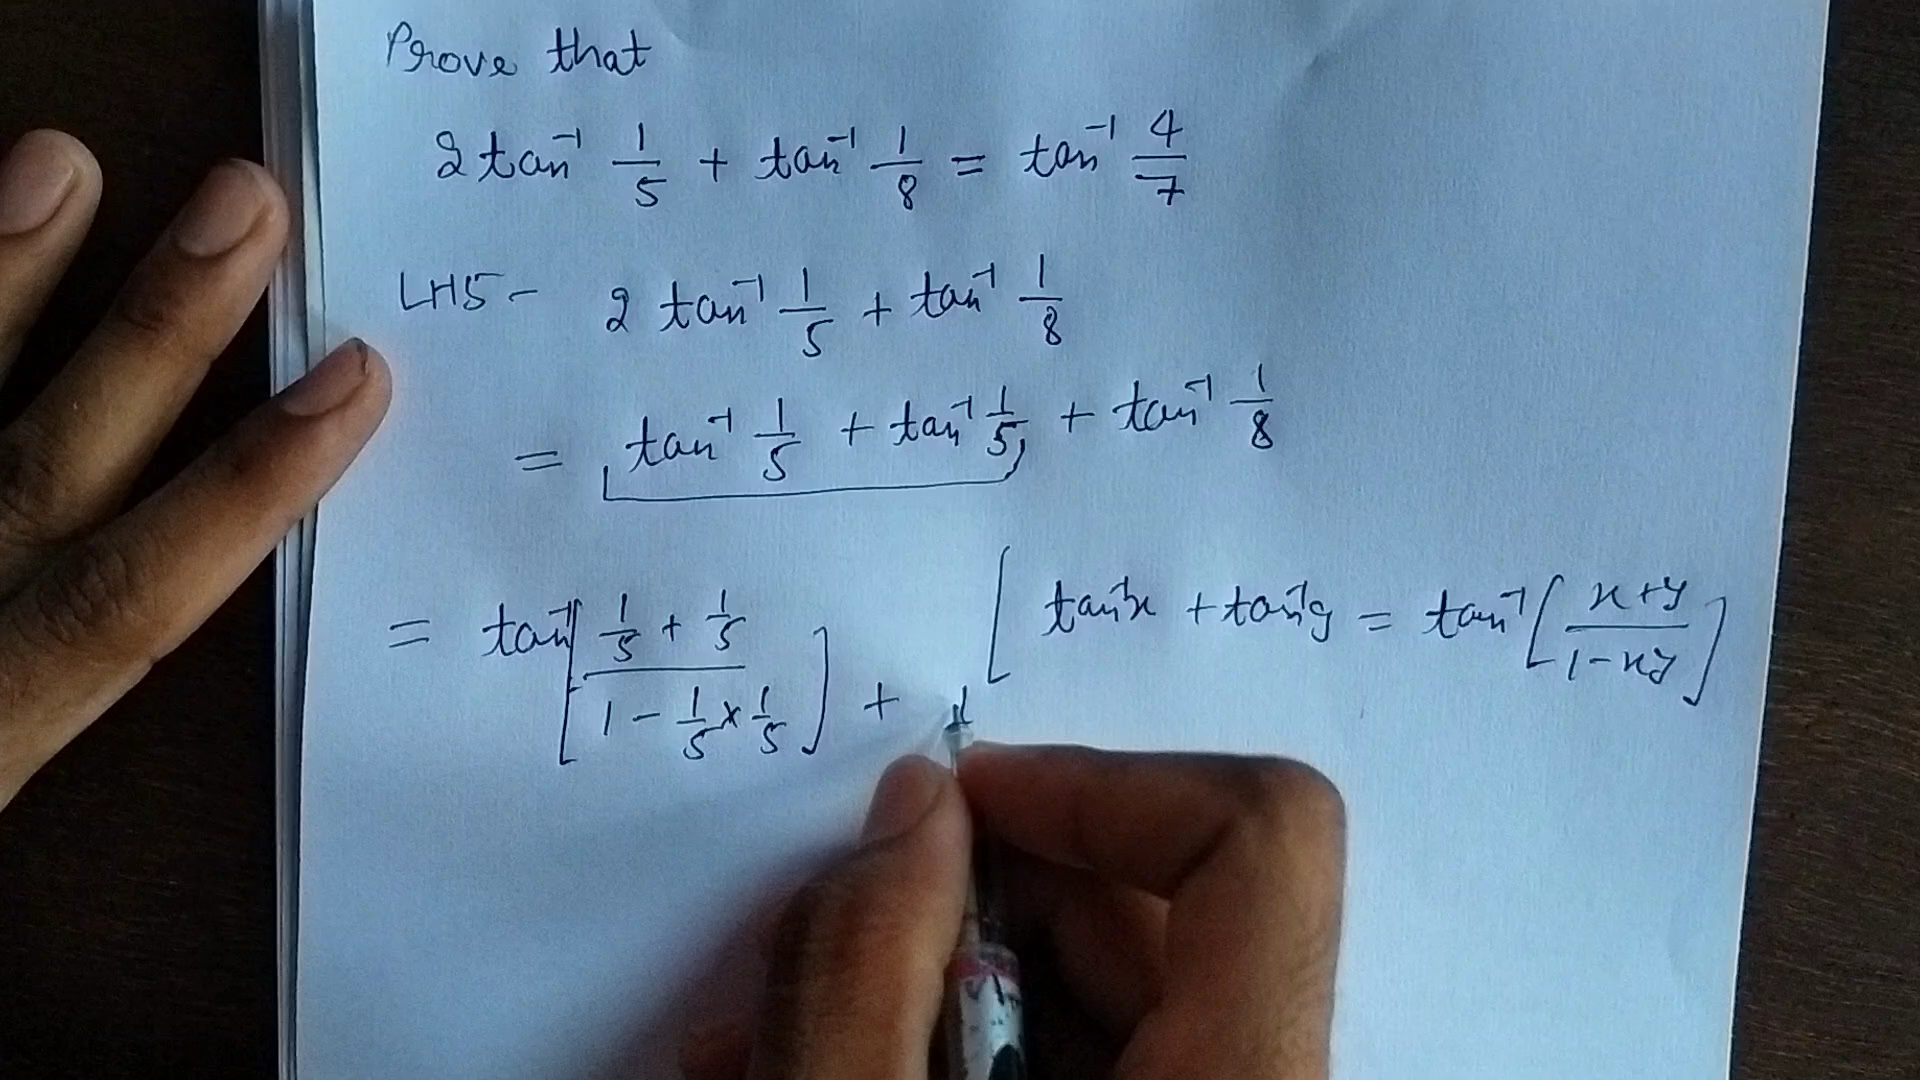 Prove that
2 tan⁻¹ 1/5 + tan⁻¹ 1/8 = tan⁻¹ 4/7
LHS - 2 tan⁻¹ 1/5 + tan⁻¹ 1/8
= tan⁻¹ 1/5 + tan⁻¹ 1/5 + tan⁻¹ 1/8
[ tan⁻¹x + tan⁻¹y = tan⁻¹ [ (x+y)/(1-xy) ]
= tan⁻¹ [ (1/5 + 1/5)/(1 - 1/5 × 1/5) ] +